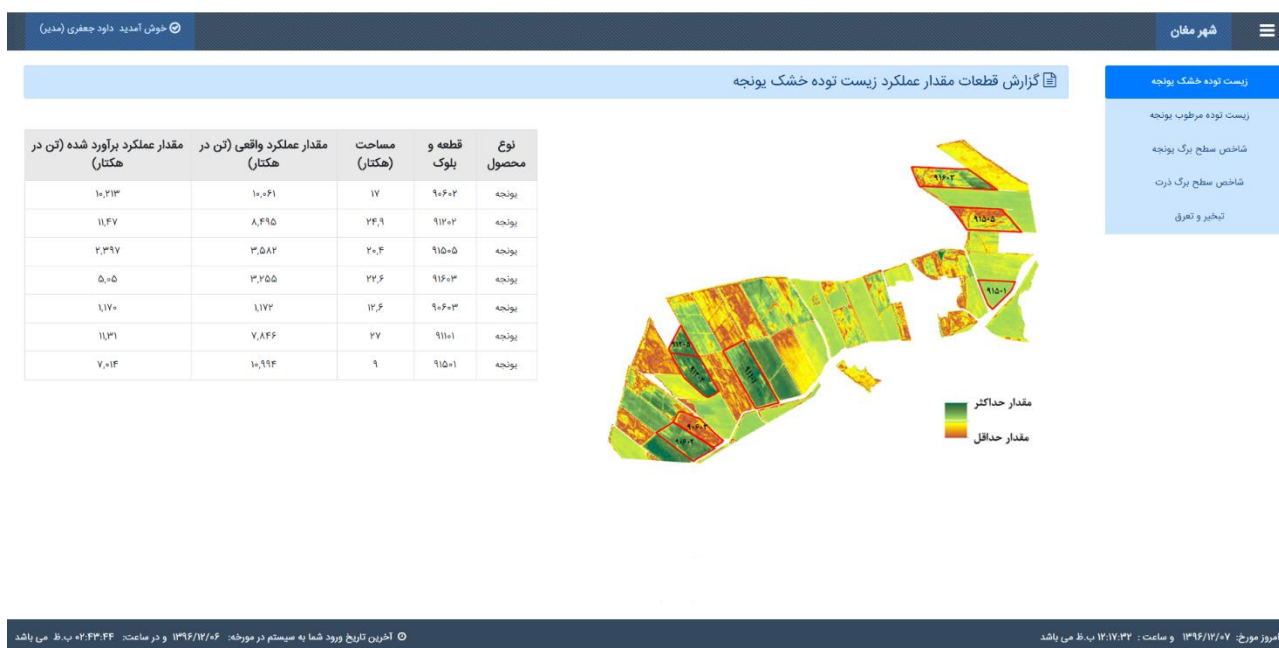 شهر مغان
خوش آمدید داود جعفری (مدیر)
زیست توده خشک یونجه
زیست توده مرطوب یونجه
شاخص سطح برگ یونجه
شاخص سطح برگ ذرت
تبخیر و تعرق
گزارش قطعات مقدار عملکرد زیست توده خشک یونجه
۹۱۶۰۳
۹۱۵۰۵
۹۱۵۰۱
۹۱۲۰۵
۹۱۲۰۲
۹۱۱۰۱
۹۰۶۰۳
۹۰۶۰۲
مقدار حداکثر
مقدار حداقل
نوع محصول قطعه و بلوک مساحت (هکتار) مقدار عملکرد واقعی (تن در هکتار) مقدار عملکرد برآورد شده (تن در هکتار)
یونجه ۹۰۶۰۲ ۱۷ ۱۰,۰۶۱ ۱۰,۲۱۳
یونجه ۹۱۲۰۲ ۲۴,۹ ۸,۴۹۵ ۱۱,۴۷
یونجه ۹۱۵۰۵ ۲۰,۴ ۳,۵۸۲ ۲,۳۹۷
یونجه ۹۱۶۰۳ ۲۲,۶ ۳,۲۵۵ ۵,۰۵
یونجه ۹۰۶۰۳ ۱۲,۶ ۱,۱۷۲ ۱,۱۷۰
یونجه ۹۱۱۰۱ ۲۷ ۷,۸۴۶ ۱۱,۳۱
یونجه ۹۱۵۰۱ ۹ ۱۰,۹۹۴ ۷,۰۱۴
امروز مورخ: ۱۳۹۶/۱۲/۰۷ و ساعت : ۱۲:۱۷:۳۲ ب.ظ می باشد
آخرین تاریخ ورود شما به سیستم در مورخه: ۱۳۹۶/۱۲/۰۶ و در ساعت: ۰۲:۴۳:۴۴ ب.ظ می باشد